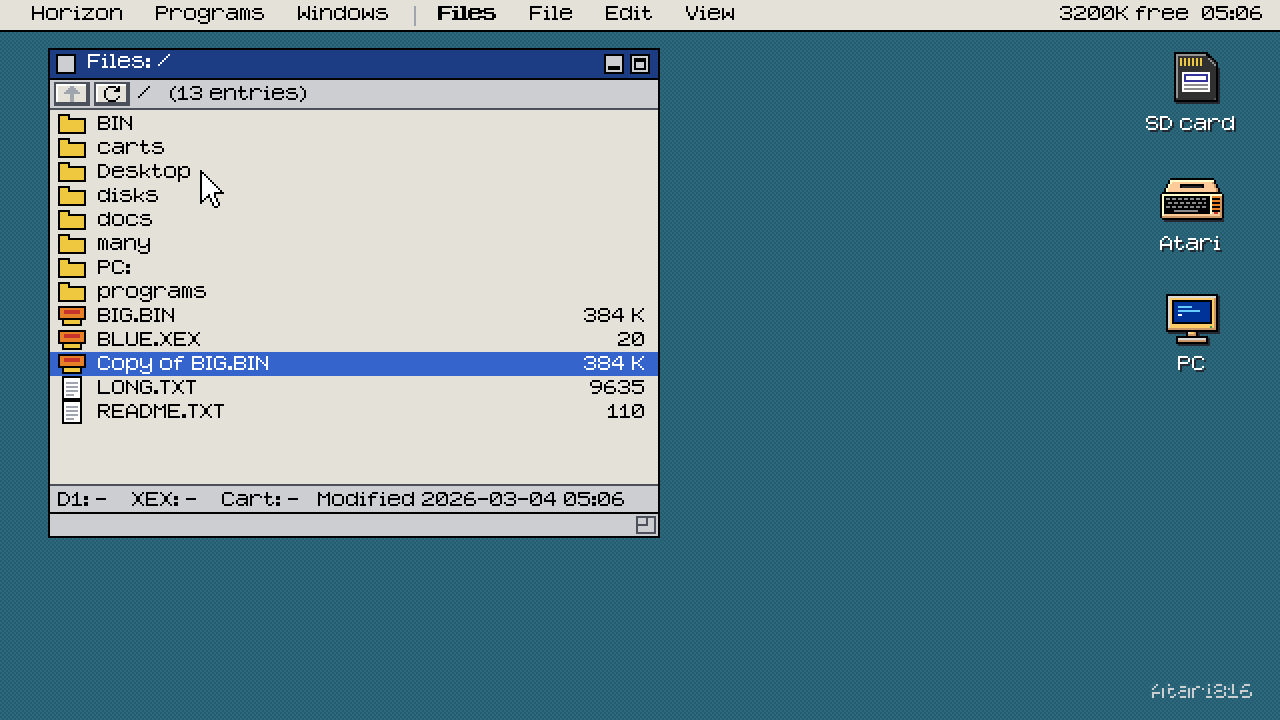 Horizon Programs Windows | Files File Edit View 3200K free 05:06
Files: /
/ (13 entries)
BIN
carts
Desktop
disks
docs
many
PC:
programs
BIG.BIN 384 K
BLUE.XEX 20
Copy of BIG.BIN 384 K
LONG.TXT 9635
README.TXT 110
D1: - XEX: - Cart: - Modified 2026-03-04 05:06
SD card
Atari
PC
Atari816